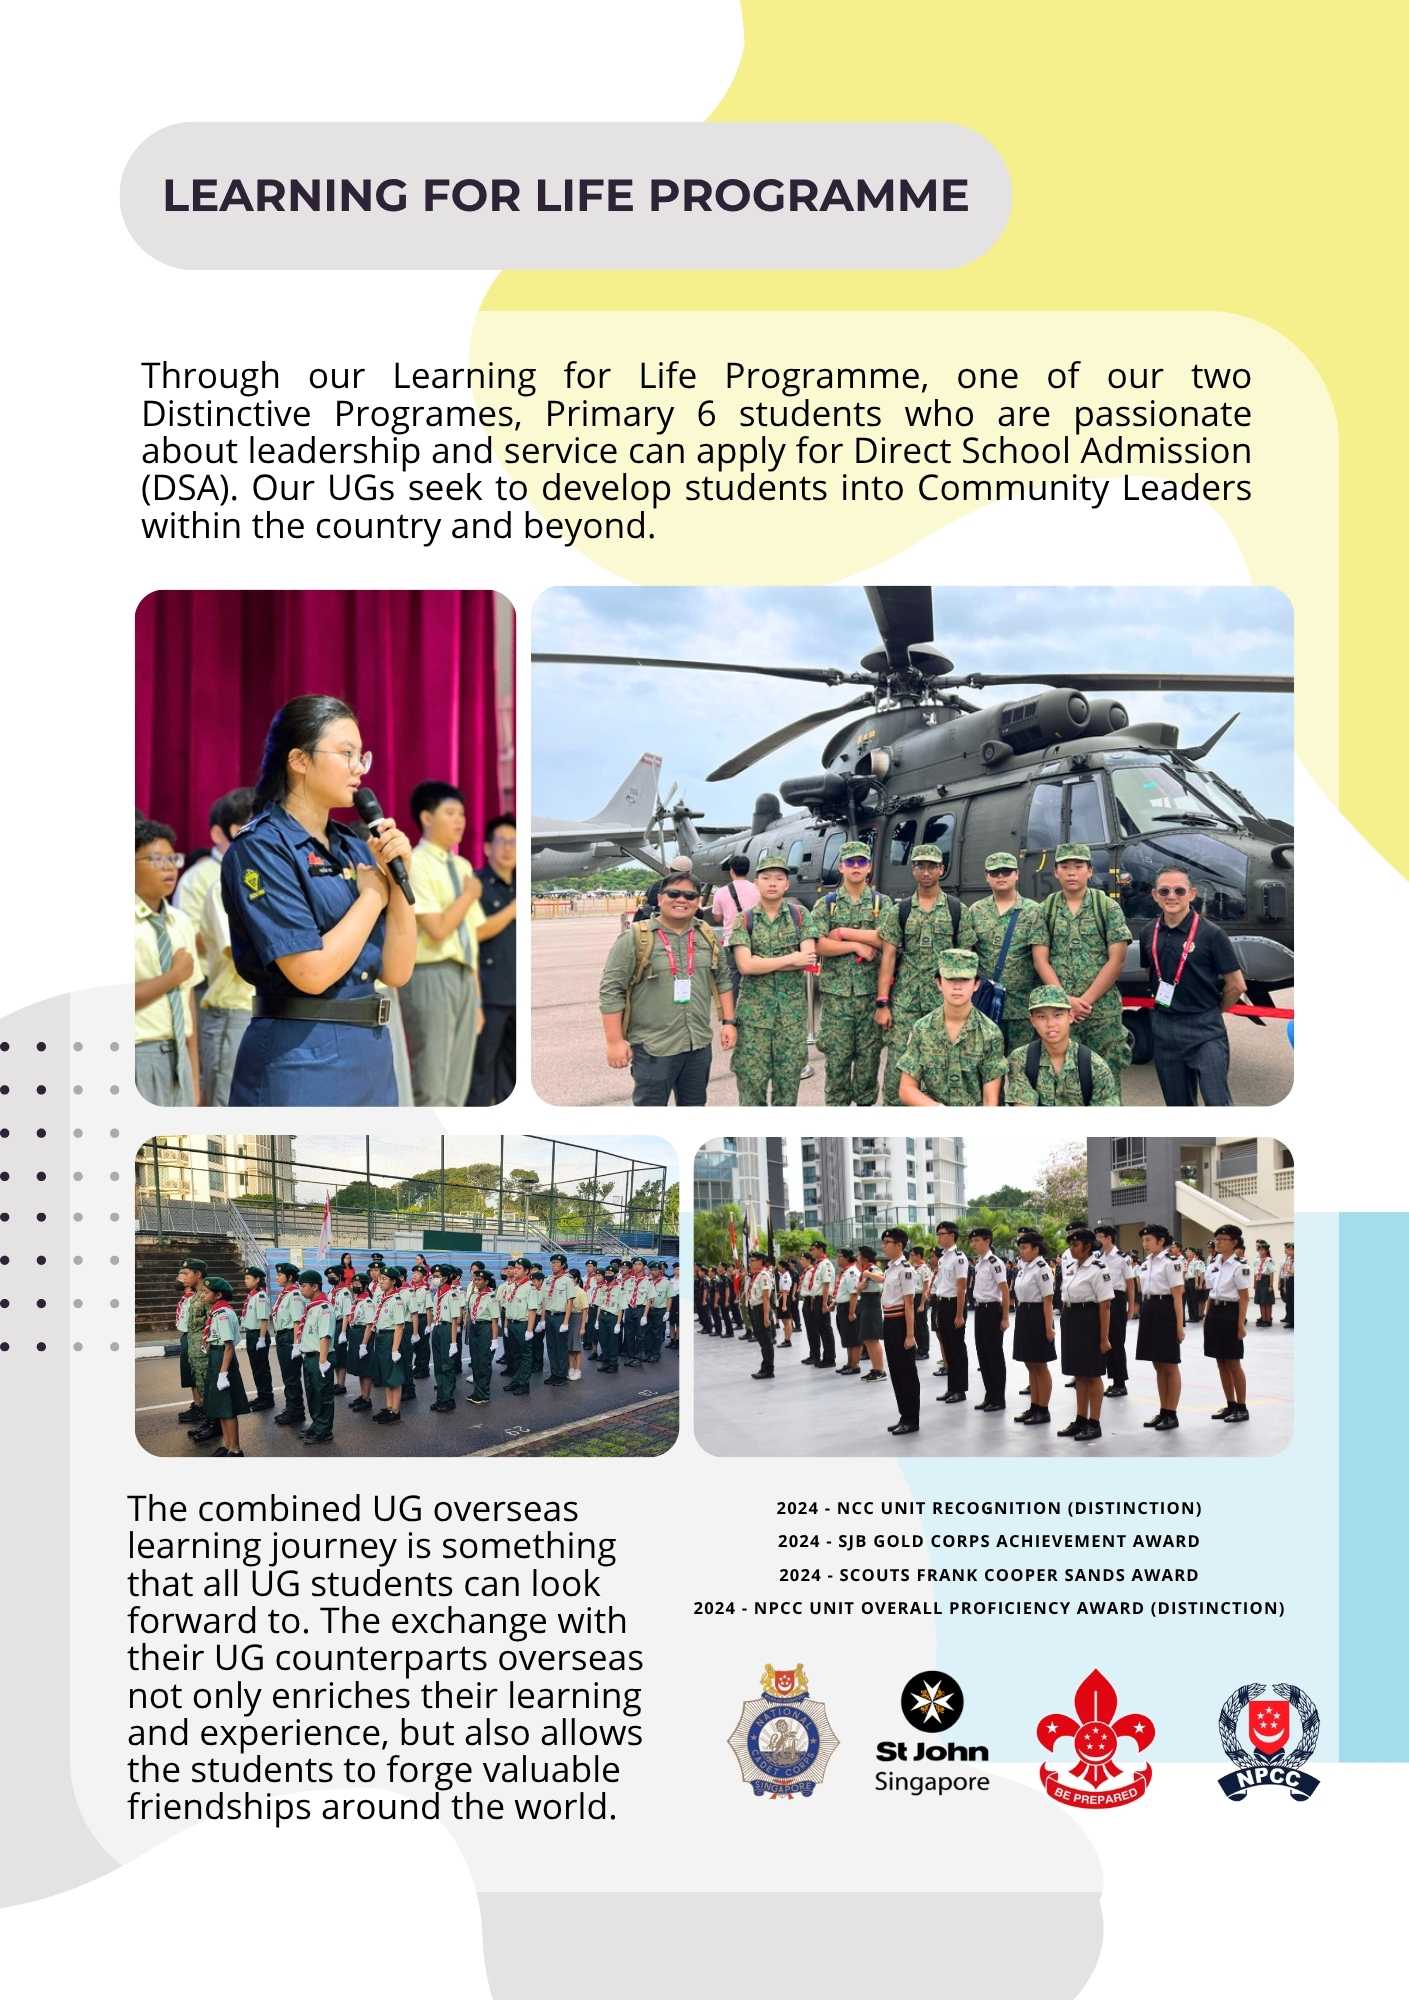 LEARNING FOR LIFE PROGRAMME
Through our Learning for Life Programme, one of our two
Distinctive Programes, Primary 6 students who are passionate
about leadership and service can apply for Direct School Admission
(DSA). Our UGs seek to develop students into Community Leaders
within the country and beyond.
The combined UG overseas
learning journey is something
that all UG students can look
forward to. The exchange with
their UG counterparts overseas
not only enriches their learning
and experience, but also allows
the students to forge valuable
friendships around the world.
2024 - NCC UNIT RECOGNITION (DISTINCTION)
2024 - SJB GOLD CORPS ACHIEVEMENT AWARD
2024 - SCOUTS FRANK COOPER SANDS AWARD
2024 - NPCC UNIT OVERALL PROFICIENCY AWARD (DISTINCTION)
NATIONAL
CADET CORPS
SINGAPORE
St John
Singapore
BE PREPARED
NPCC